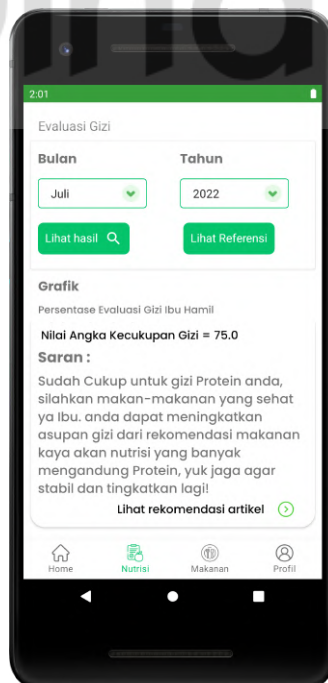 2:01
Evaluasi Gizi
Bulan Tahun
Juli 2022
Lihat hasil Lihat Referensi
Grafik
Persentase Evaluasi Gizi Ibu Hamil
Nilai Angka Kecukupan Gizi = 75.0
Saran :
Sudah Cukup untuk gizi Protein anda,
silahkan makan-makanan yang sehat
ya Ibu. anda dapat meningkatkan
asupan gizi dari rekomendasi makanan
kaya akan nutrisi yang banyak
mengandung Protein, yuk jaga agar
stabil dan tingkatkan lagi!
Lihat rekomendasi artikel
Home Nutrisi Makanan Profil